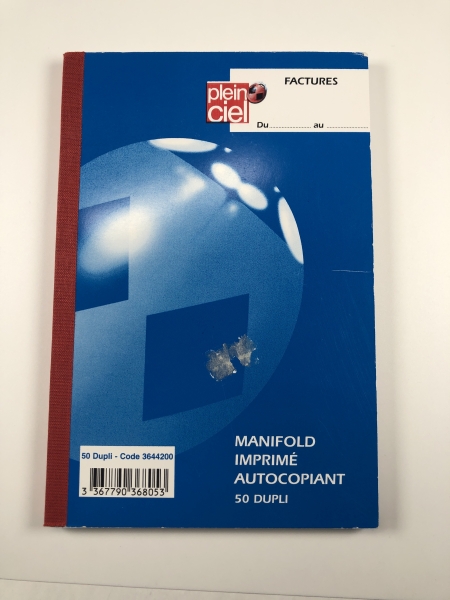 FACTURES
plein
ciel
Du .................. au ..................
MANIFOLD
IMPRIMÉ
AUTOCOPIANT
50 DUPLI
50 Dupli - Code 3644200
3 367790 368053